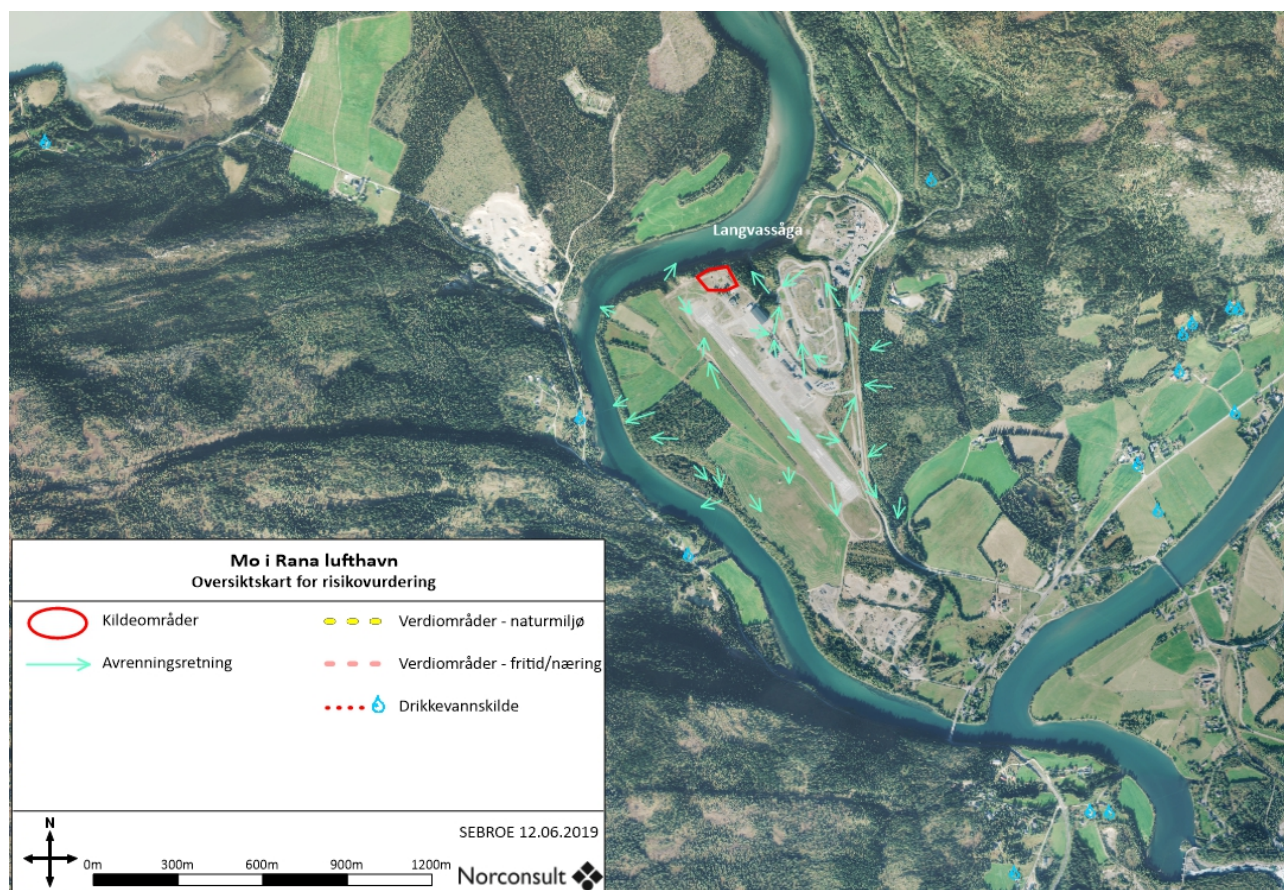 Langvassåga
Mo i Rana lufthavn
Oversiktskart for risikovurdering
Kildeområder
Verdiområder - naturmiljø
Avrenningsretning
Verdiområder - fritid/næring
Drikkevannskilde
N
SEBROE 12.06.2019
0m 300m 600m 900m 1200m
Norconsult